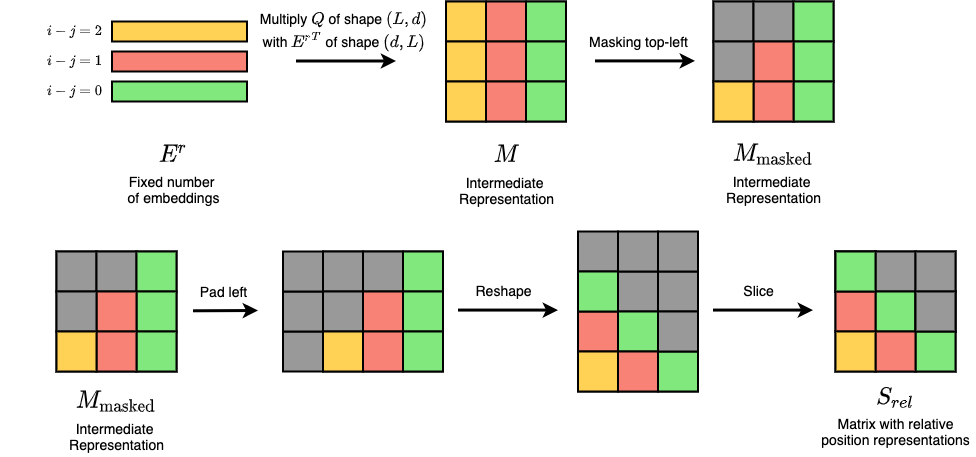 i − j = 2
i − j = 1
i − j = 0
Multiply Q of shape (L, d)
with E^{rT} of shape (d, L)
Masking top-left
E^r
Fixed number
of embeddings
M
Intermediate
Representation
M_masked
Intermediate
Representation
Pad left
Reshape
Slice
M_masked
Intermediate
Representation
S_rel
Matrix with relative
position representations